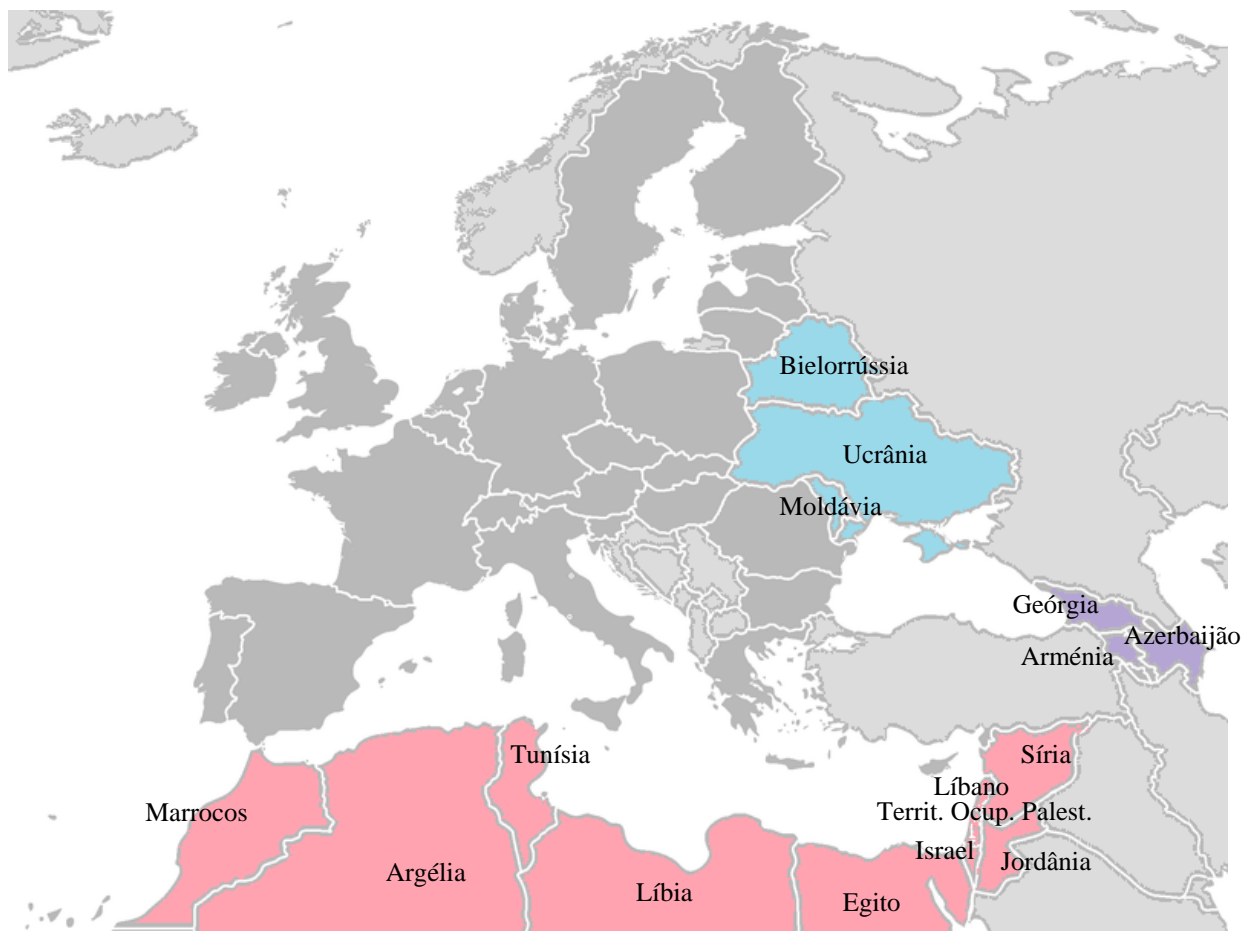 Bielorrússia
Ucrânia
Moldávia
Geórgia
Azerbaijão
Arménia
Tunísia
Síria
Líbano
Marrocos
Territ. Ocup. Palest.
Israel
Jordânia
Argélia
Líbia
Egito